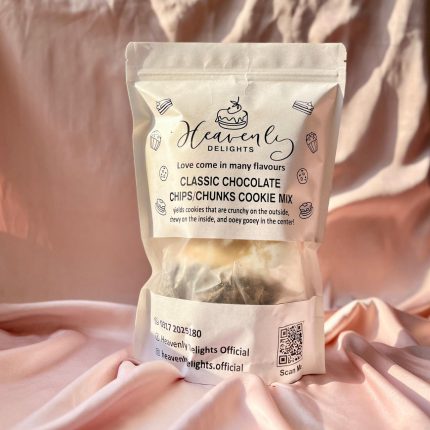 Heavenly
DELIGHTS
Love come in many flavours
CLASSIC CHOCOLATE
CHIPS/CHUNKS COOKIE MIX
yields cookies that are crunchy on the outside,
chewy on the inside, and ooey gooey in the center!
0317 2025180
Heavenly Delights Official
heavenlydelights.official
Scan Me